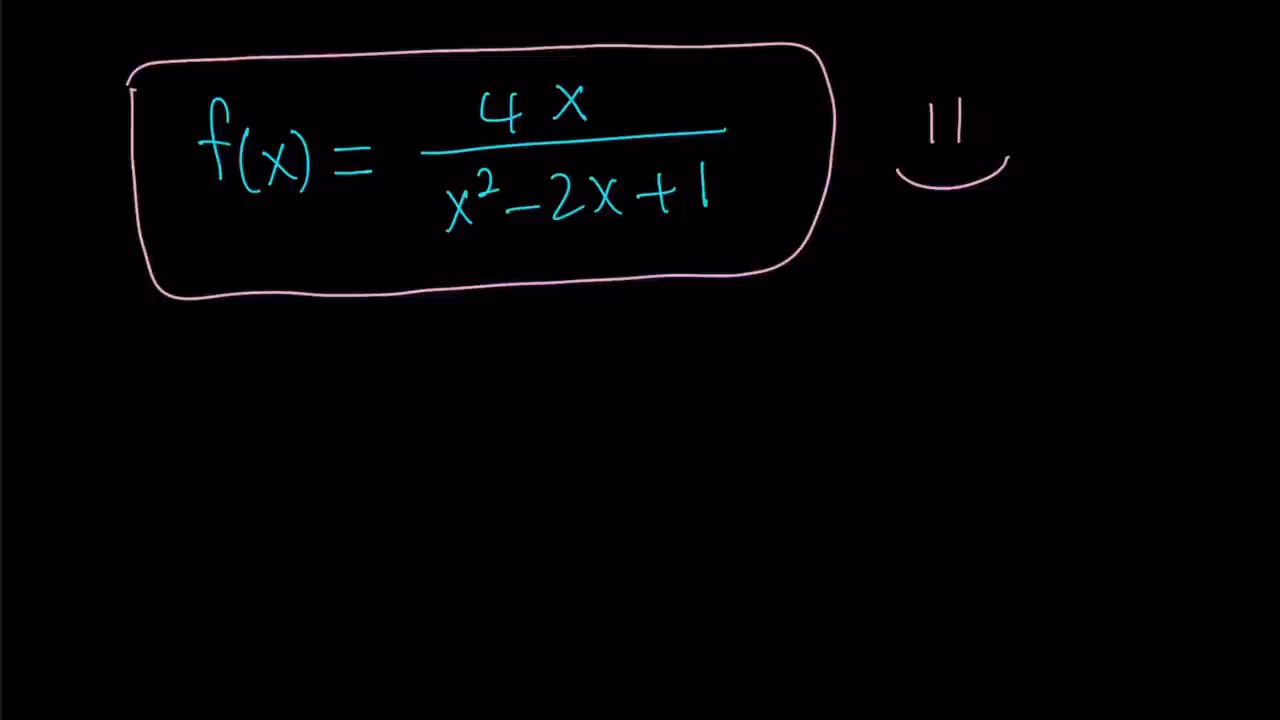 f(x) = 4x / x² - 2x + 1